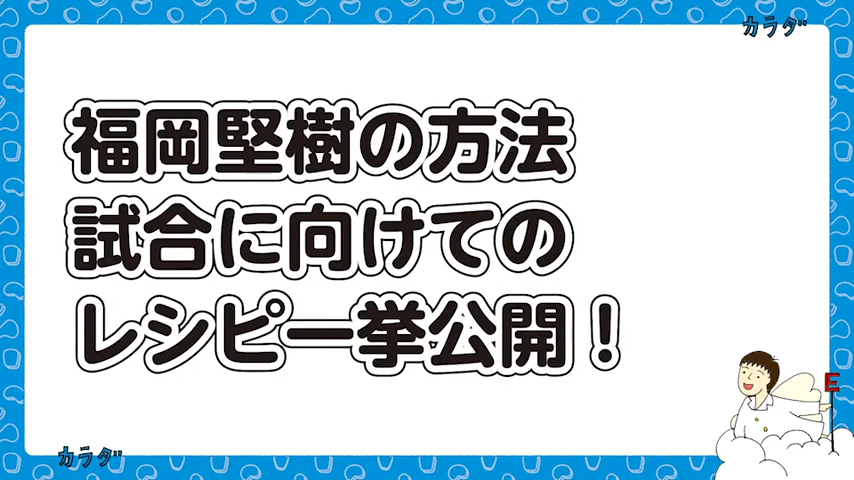 カラダ
福岡堅樹の方法
試合に向けての
レシピ一挙公開！
E
カラダ